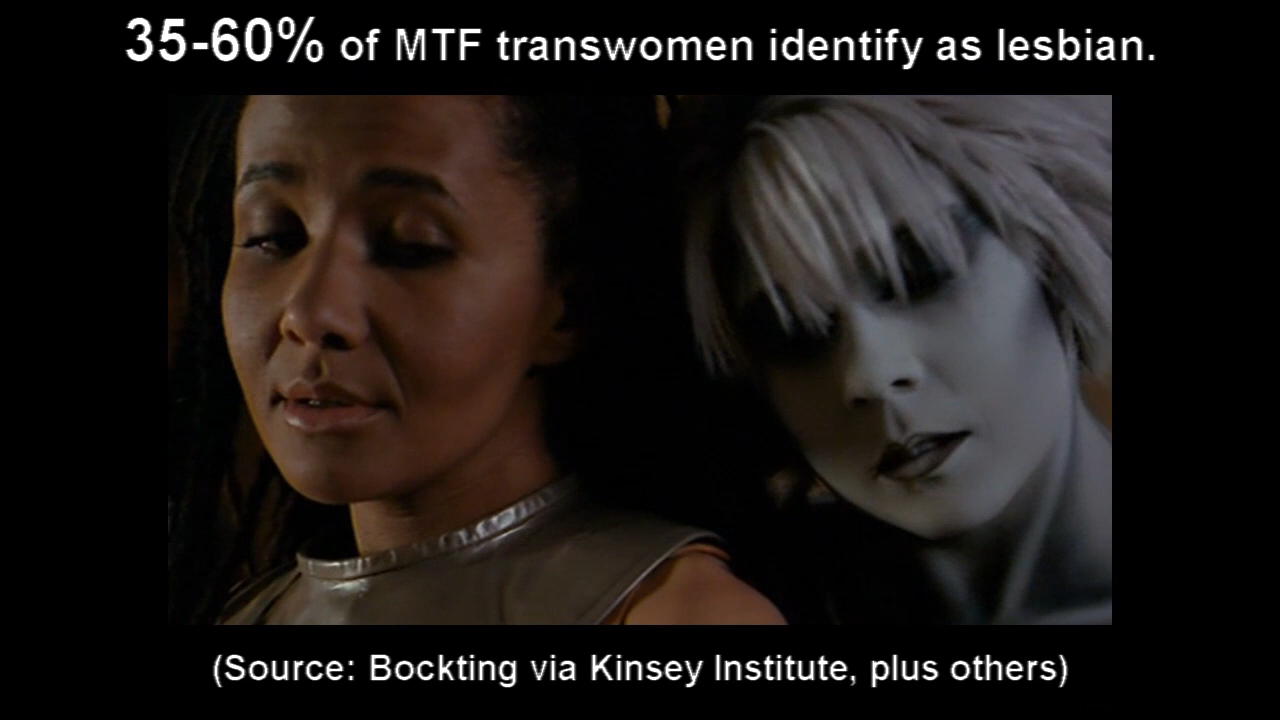 35-60% of MTF transwomen identify as lesbian.
(Source: Bockting via Kinsey Institute, plus others)